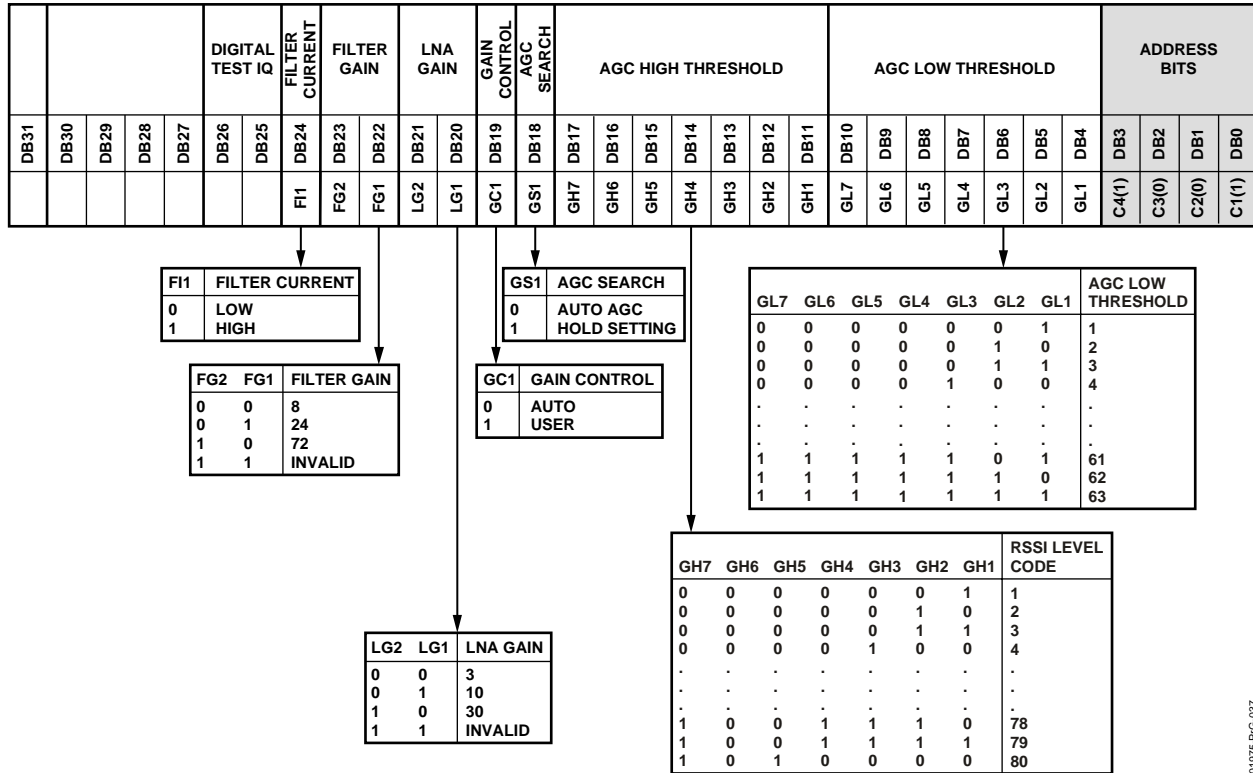 DIGITAL TEST IQ
FILTER CURRENT
FILTER GAIN
LNA GAIN
GAIN CONTROL
AGC SEARCH
AGC HIGH THRESHOLD
AGC LOW THRESHOLD
ADDRESS BITS
DB31 DB30 DB29 DB28 DB27 DB26 DB25 DB24 DB23 DB22 DB21 DB20 DB19 DB18 DB17 DB16 DB15 DB14 DB13 DB12 DB11 DB10 DB9 DB8 DB7 DB6 DB5 DB4 DB3 DB2 DB1 DB0
FI1 FG2 FG1 LG2 LG1 GC1 GS1 GH7 GH6 GH5 GH4 GH3 GH2 GH1 GL7 GL6 GL5 GL4 GL3 GL2 GL1 C4(1) C3(0) C2(0) C1(1)
FI1 FILTER CURRENT
0 LOW
1 HIGH
GS1 AGC SEARCH
0 AUTO AGC
1 HOLD SETTING
FG2 FG1 FILTER GAIN
0 0 8
0 1 24
1 0 72
1 1 INVALID
GC1 GAIN CONTROL
0 AUTO
1 USER
GL7 GL6 GL5 GL4 GL3 GL2 GL1 AGC LOW THRESHOLD
0 0 0 0 0 0 1 1
0 0 0 0 0 1 0 2
0 0 0 0 0 1 1 3
0 0 0 0 1 0 0 4
. . . . . . . .
. . . . . . . .
. . . . . . . .
1 1 1 1 1 0 1 61
1 1 1 1 1 1 0 62
1 1 1 1 1 1 1 63
LG2 LG1 LNA GAIN
0 0 3
0 1 10
1 0 30
1 1 INVALID
GH7 GH6 GH5 GH4 GH3 GH2 GH1 RSSI LEVEL CODE
0 0 0 0 0 0 1 1
0 0 0 0 0 1 0 2
0 0 0 0 0 1 1 3
0 0 0 0 1 0 0 4
. . . . . . . .
. . . . . . . .
. . . . . . . .
1 0 0 1 1 1 0 78
1 0 0 1 1 1 1 79
1 0 1 0 0 0 0 80